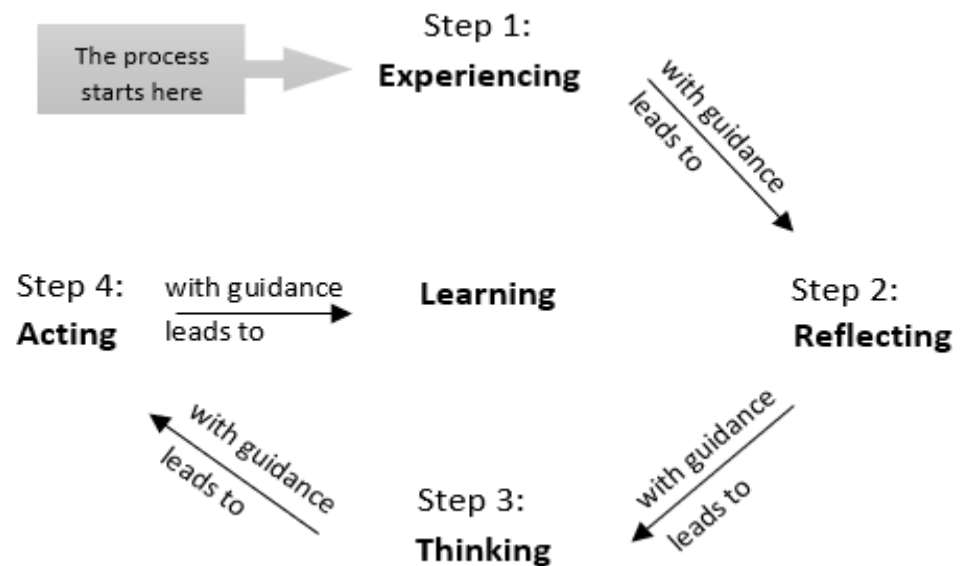 The process
starts here
Step 1:
Experiencing
with guidance
leads to
Step 2:
Reflecting
with guidance
leads to
Step 3:
Thinking
with guidance
leads to
Step 4:
Acting
with guidance
leads to
Learning